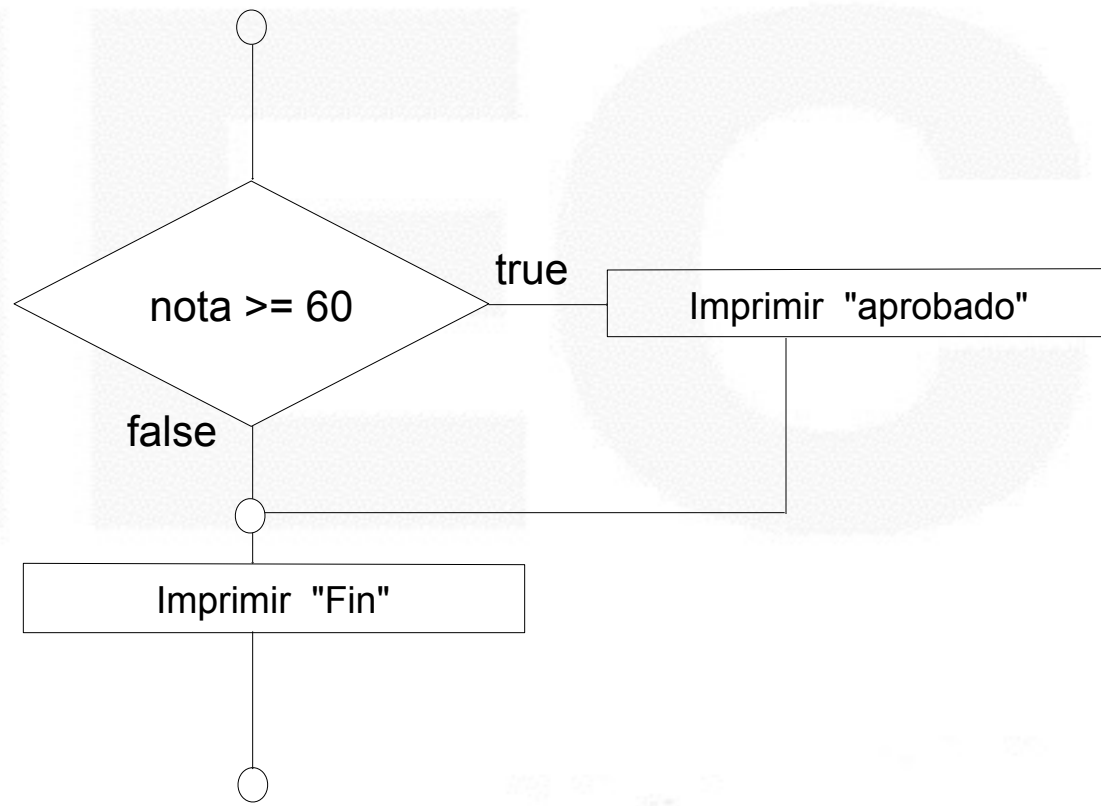 true
nota >= 60
Imprimir "aprobado"
false
Imprimir "Fin"